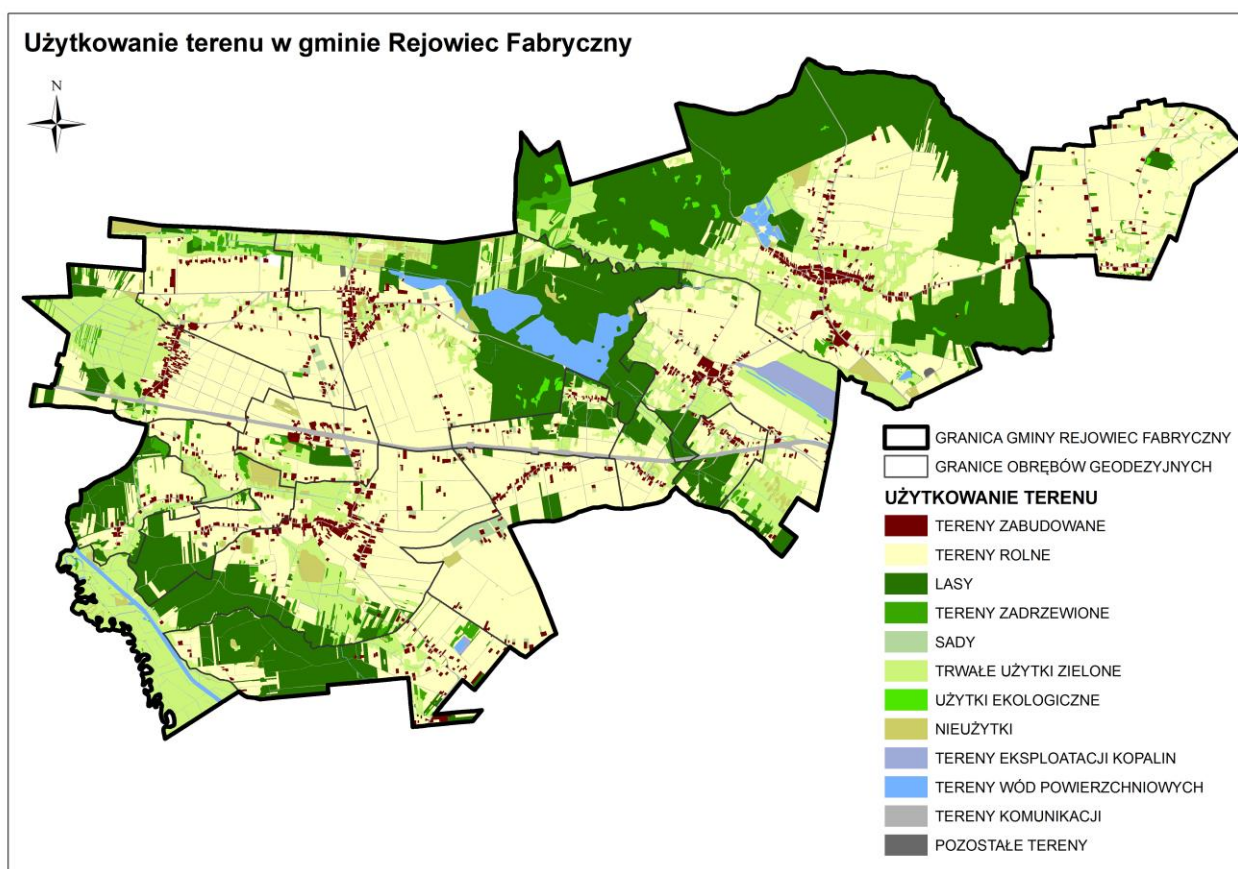 Użytkowanie terenu w gminie Rejowiec Fabryczny
N
GRANICA GMINY REJOWIEC FABRYCZNY
GRANICE OBRĘBÓW GEODEZYJNYCH
UŻYTKOWANIE TERENU
TERENY ZABUDOWANE
TERENY ROLNE
LASY
TERENY ZADRZEWIONE
SADY
TRWAŁE UŻYTKI ZIELONE
UŻYTKI EKOLOGICZNE
NIEUŻYTKI
TERENY EKSPLOATACJI KOPALIN
TERENY WÓD POWIERZCHNIOWYCH
TERENY KOMUNIKACJI
POZOSTAŁE TERENY